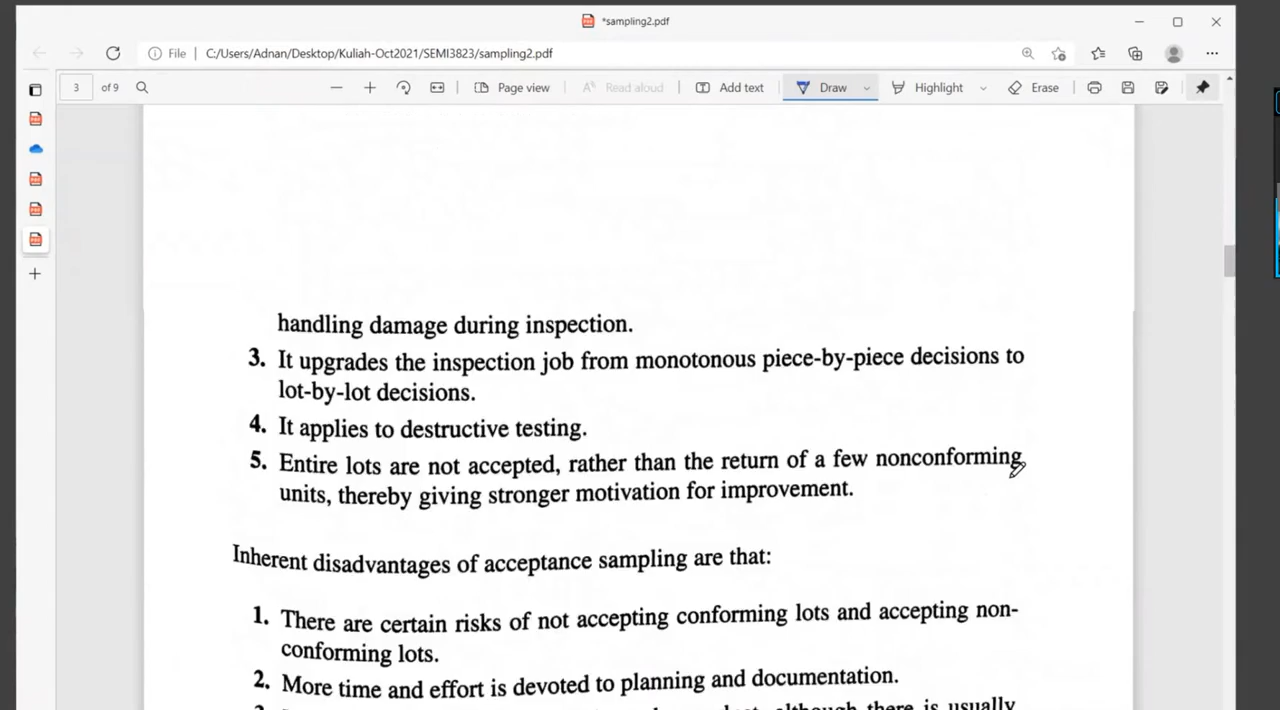 *sampling2.pdf
File | C:/Users/Adnan/Desktop/Kuliah-Oct2021/SEMI3823/sampling2.pdf
3 of 9 Page view Read aloud Add text Draw Highlight Erase
handling damage during inspection.
3. It upgrades the inspection job from monotonous piece-by-piece decisions to
lot-by-lot decisions.
4. It applies to destructive testing.
5. Entire lots are not accepted, rather than the return of a few nonconforming
units, thereby giving stronger motivation for improvement.
Inherent disadvantages of acceptance sampling are that:
1. There are certain risks of not accepting conforming lots and accepting non-
conforming lots.
2. More time and effort is devoted to planning and documentation.
although there is usually